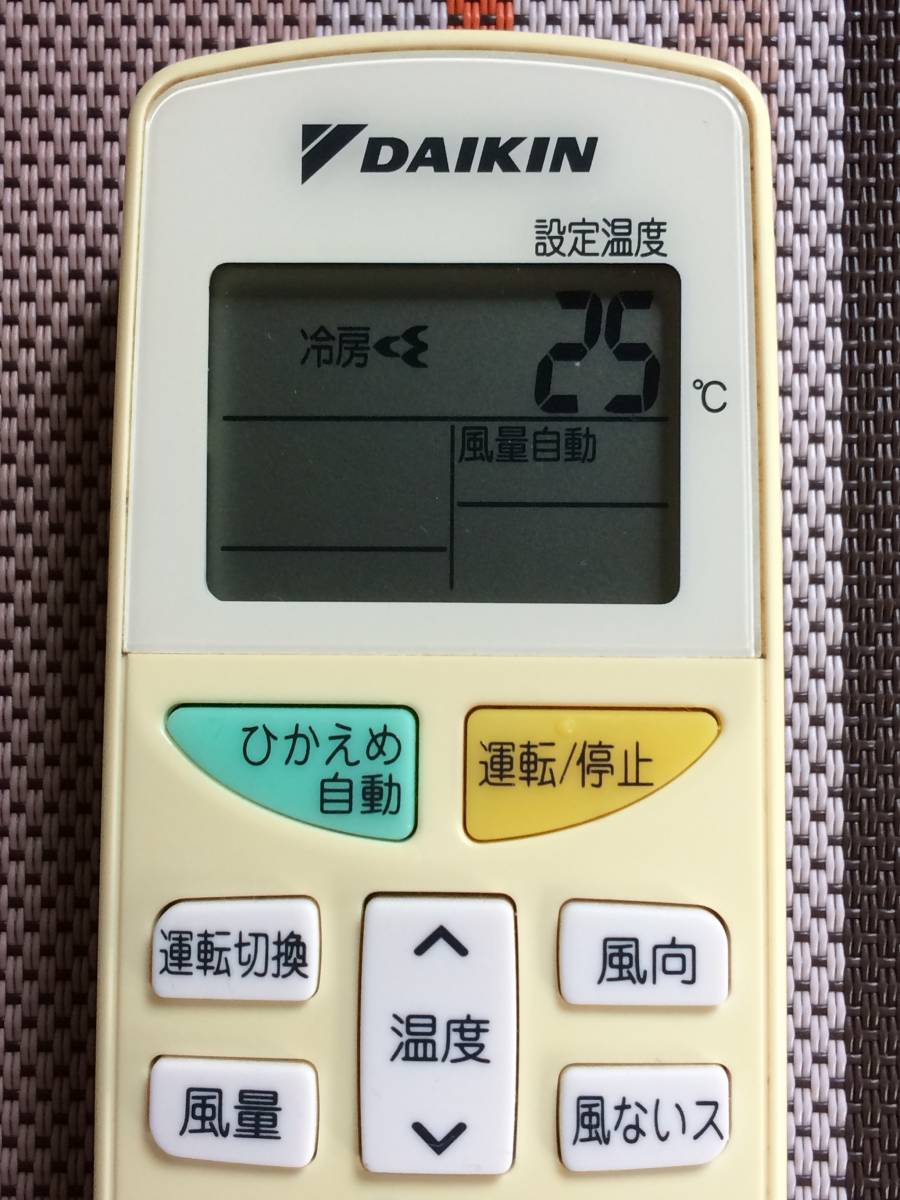 DAIKIN
設定温度
冷房 25
℃
風量自動
ひかえめ
自動
運転/停止
運転切換
温度
風向
風量
風ないス